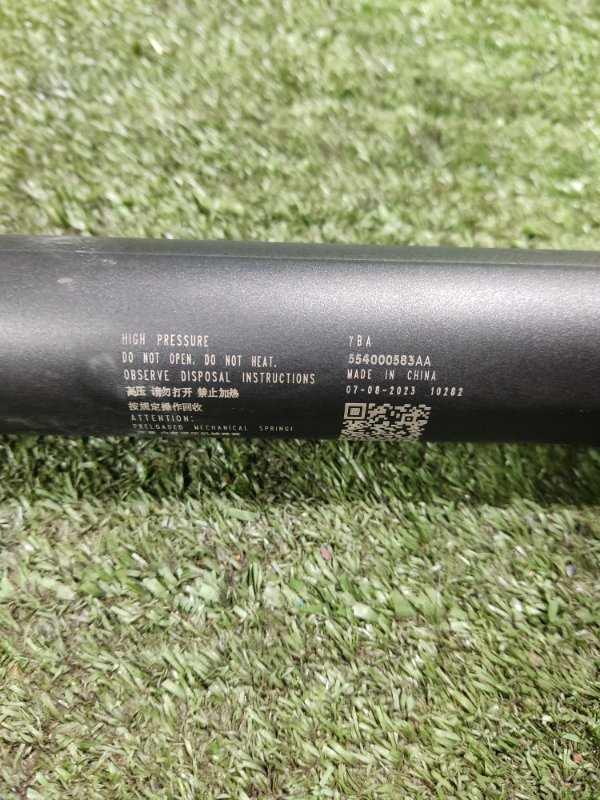 HIGH PRESSURE
DO NOT OPEN. DO NOT HEAT.
OBSERVE DISPOSAL INSTRUCTIONS
高压 请勿打开 禁止加热
按规定操作回收
ATTENTION:
PRELOADED MECHANICAL SPRING!
7BA
554000583AA
MADE IN CHINA
07-08-2023 10282